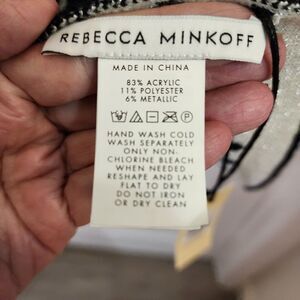 REBECCA MINKOFF
MADE IN CHINA
83% ACRYLIC
11% POLYESTER
6% METALLIC
HAND WASH COLD
WASH SEPARATELY
ONLY NON-
CHLORINE BLEACH
WHEN NEEDED
RESHAPE AND LAY
FLAT TO DRY
DO NOT IRON
OR DRY CLEAN